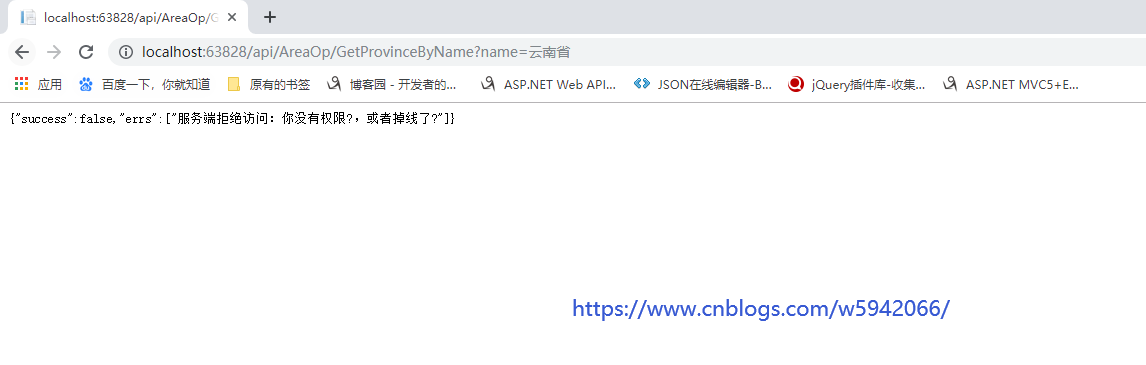 localhost:63828/api/AreaOp/G
localhost:63828/api/AreaOp/GetProvinceByName?name=云南省
应用 百度一下，你就知道 原有的书签 博客园 - 开发者的... ASP.NET Web API... JSON在线编辑器-B... jQuery插件库-收集... ASP.NET MVC5+E...
{"success":false,"errs":["服务端拒绝访问：你没有权限?，或者掉线了?"]}
https://www.cnblogs.com/w5942066/